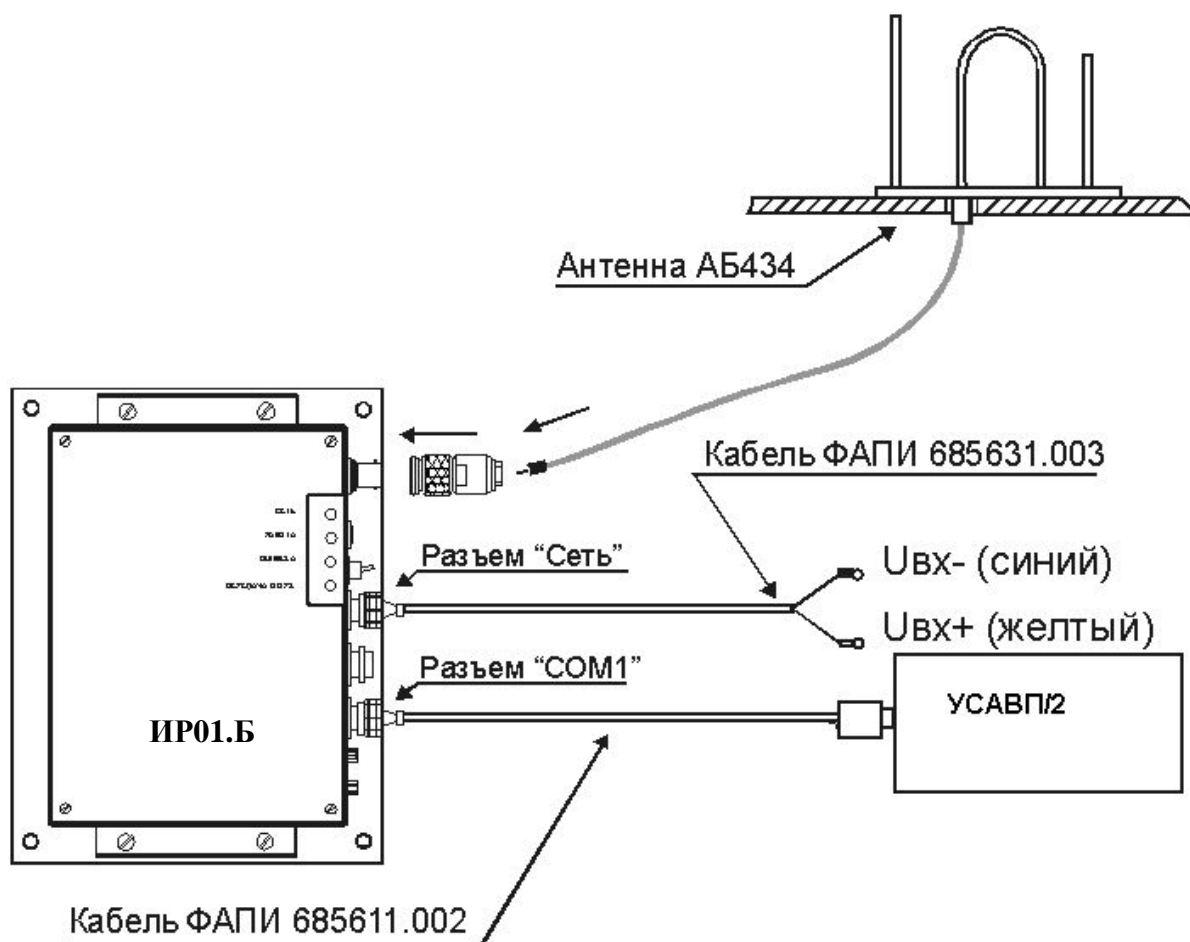 Антенна АБ434
Кабель ФАПИ 685631.003
СЕТЬ
Разъем “Сеть”
Uвх- (синий)
Uвх+ (желтый)
Разъем “COM1”
ИР01.Б
УСАВП/2
Кабель ФАПИ 685611.002